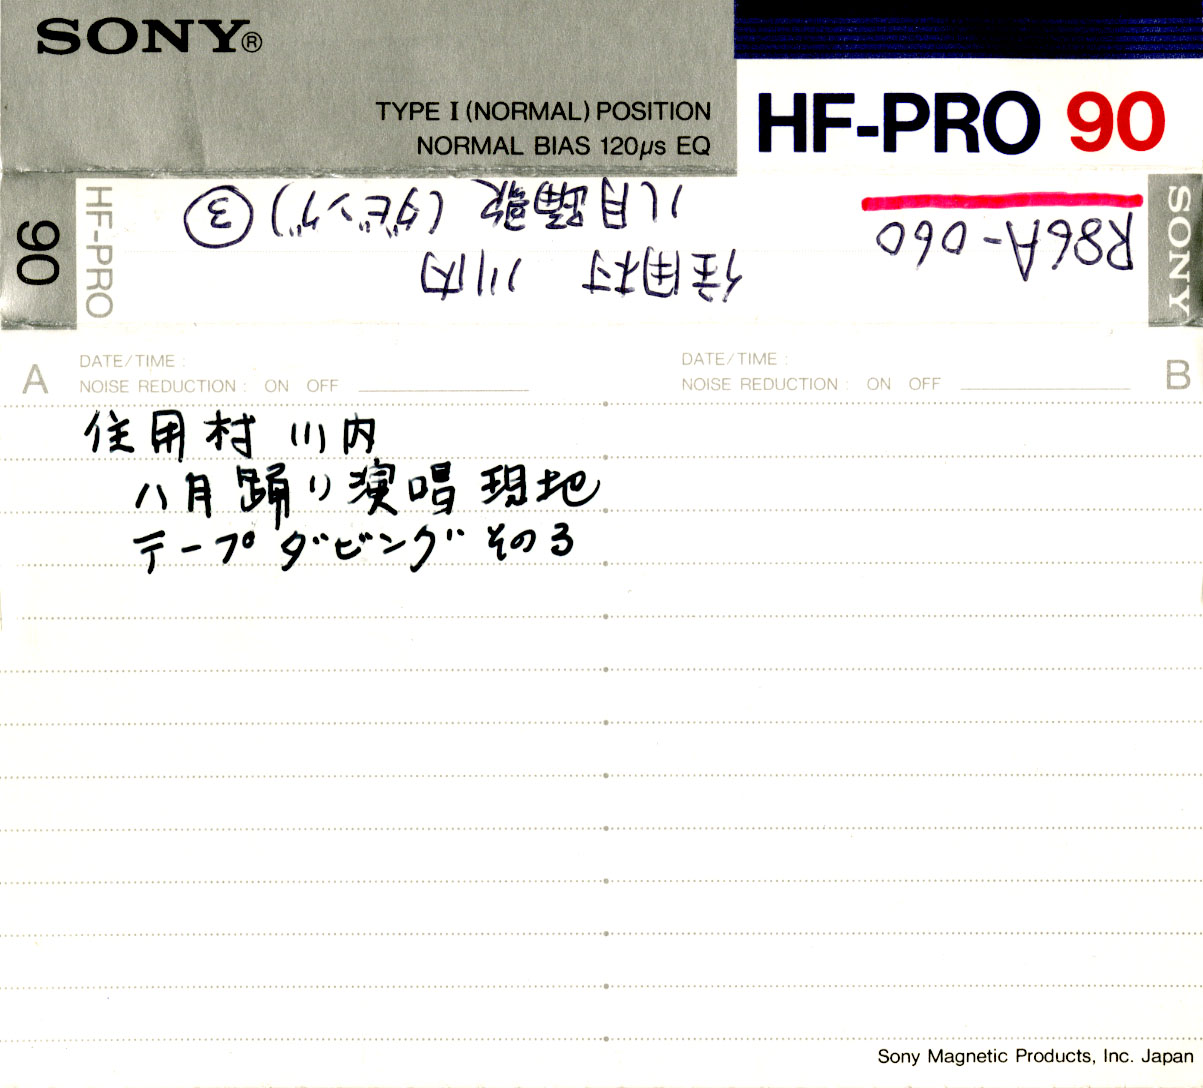 SONY®
TYPE I (NORMAL) POSITION
NORMAL BIAS 120μs EQ
HF-PRO 90
90
HF-PRO
R86A-060
住用村 川内
八月踊歌 (ダビング) ③
SONY
A
DATE/TIME :
NOISE REDUCTION : ON OFF
DATE/TIME :
NOISE REDUCTION : ON OFF
B
住用村 川内
八月踊り演唱現地
テープダビング その3
Sony Magnetic Products, Inc. Japan